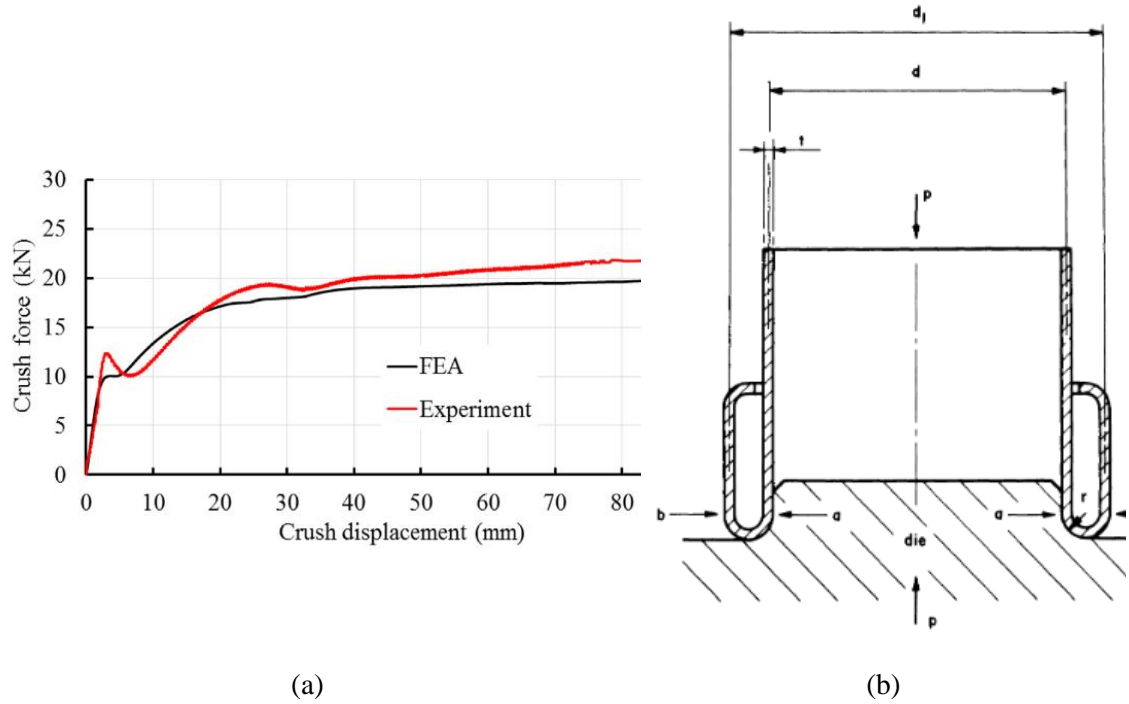 30
25
20
15
10
5
0
Crush force (kN)
FEA
Experiment
0 10 20 30 40 50 60 70 80
Crush displacement (mm)
(a)
d₁
d
t
p
b
a
a
r
die
p
(b)